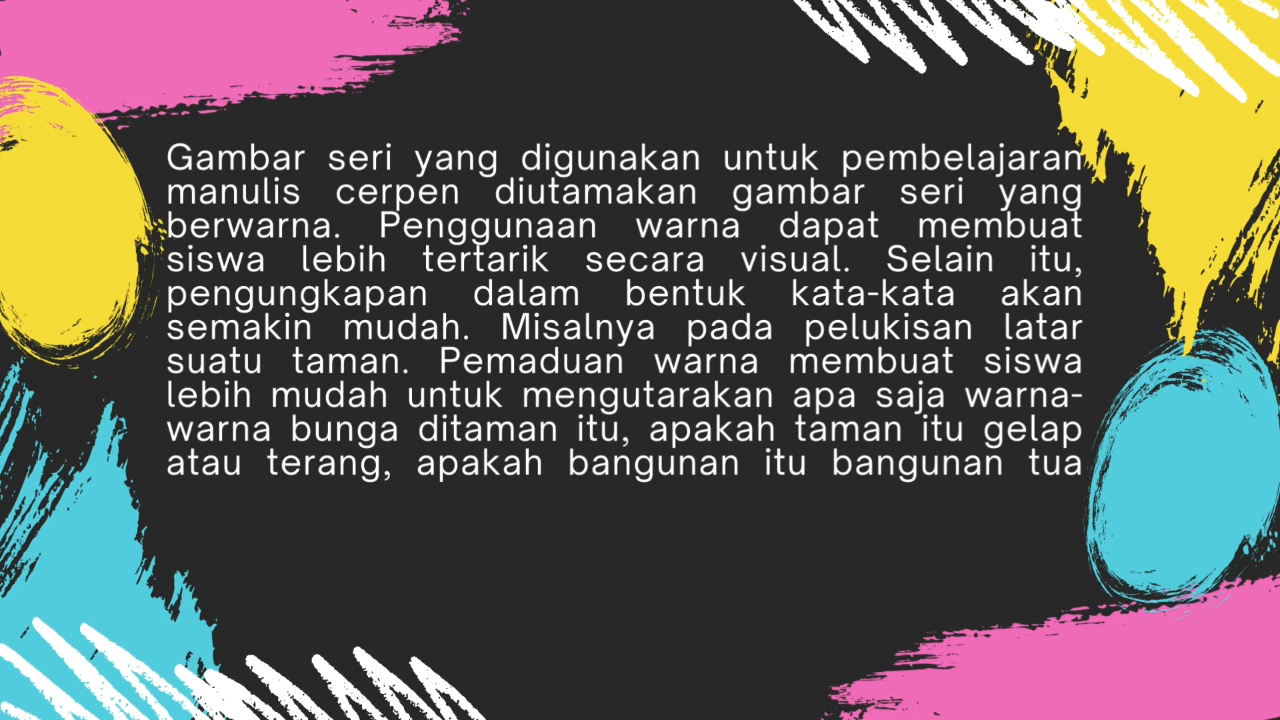 Gambar seri yang digunakan untuk pembelajaran
manulis cerpen diutamakan gambar seri yang
berwarna. Penggunaan warna dapat membuat
siswa lebih tertarik secara visual. Selain itu,
pengungkapan dalam bentuk kata-kata akan
semakin mudah. Misalnya pada pelukisan latar
suatu taman. Pemaduan warna membuat siswa
lebih mudah untuk mengutarakan apa saja warna-
warna bunga ditaman itu, apakah taman itu gelap
atau terang, apakah bangunan itu bangunan tua